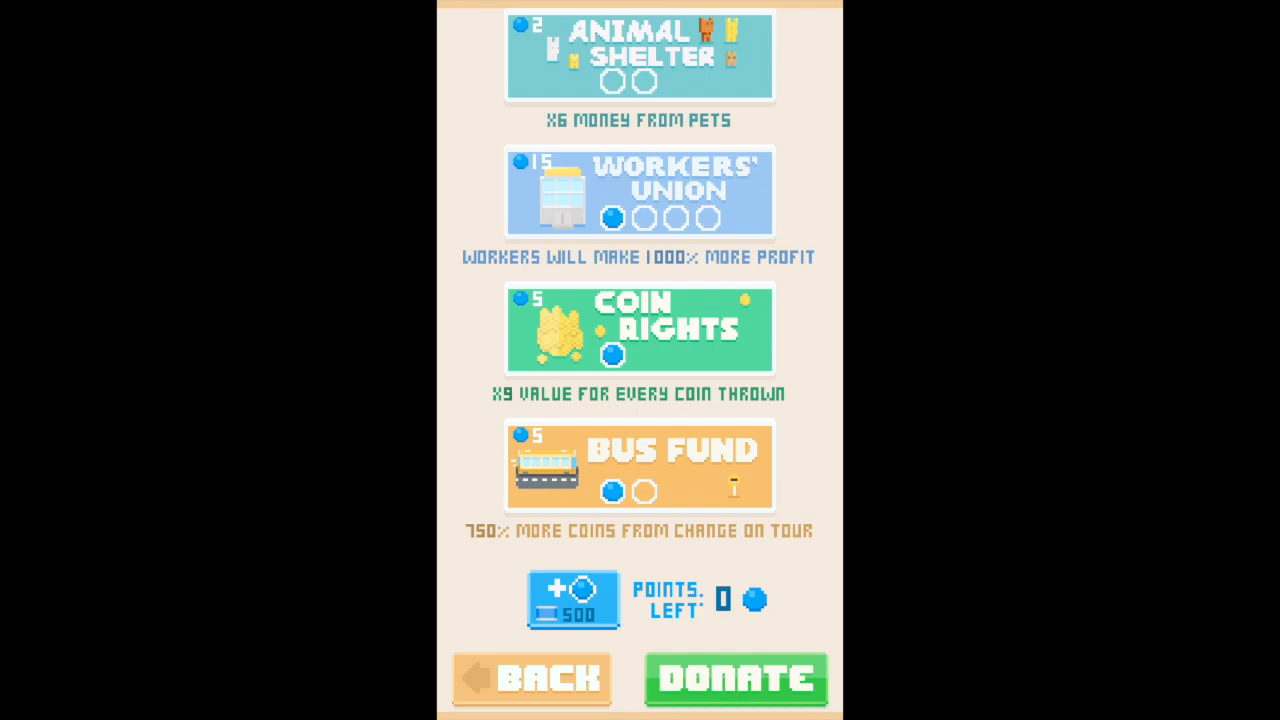 2
ANIMAL
SHELTER
X6 MONEY FROM PETS
15
WORKERS'
UNION
WORKERS WILL MAKE 1000% MORE PROFIT
5
COIN
RIGHTS
X9 VALUE FOR EVERY COIN THROWN
5
BUS FUND
750% MORE COINS FROM CHANGE ON TOUR
+
500
POINTS
LEFT: 0
BACK
DONATE